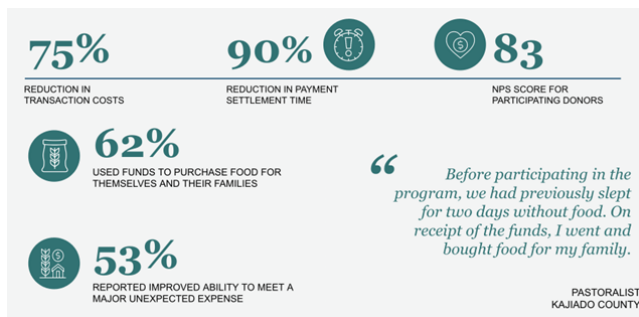 75%
REDUCTION IN
TRANSACTION COSTS
90%
REDUCTION IN PAYMENT
SETTLEMENT TIME
83
NPS SCORE FOR
PARTICIPATING DONORS
62%
USED FUNDS TO PURCHASE FOOD FOR
THEMSELVES AND THEIR FAMILIES
53%
REPORTED IMPROVED ABILITY TO MEET A
MAJOR UNEXPECTED EXPENSE
“
Before participating in the
program, we had previously slept
for two days without food. On
receipt of the funds, I went and
bought food for my family.
PASTORALIST
KAJIADO COUNTY